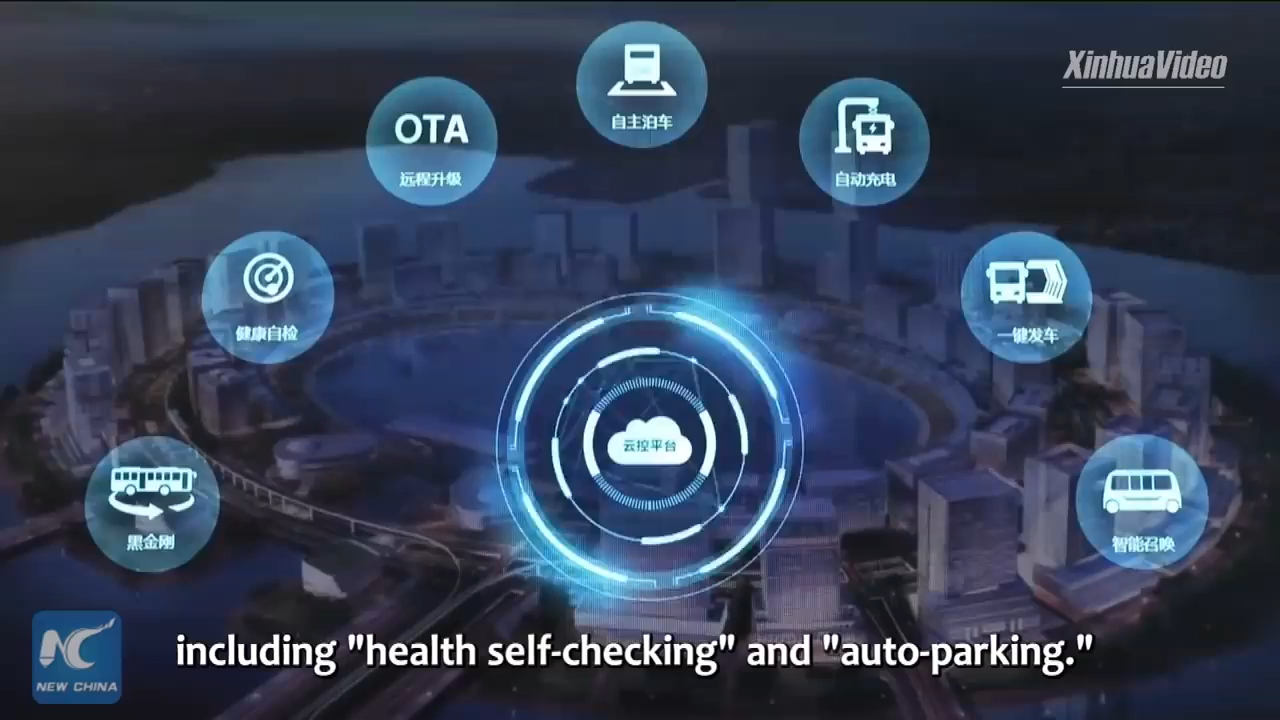 XinhuaVideo
自主泊车
OTA
远程升级
自动充电
健康自检
一键发车
云控平台
黑金刚
智能召唤
including "health self-checking" and "auto-parking."
NC
NEW CHINA